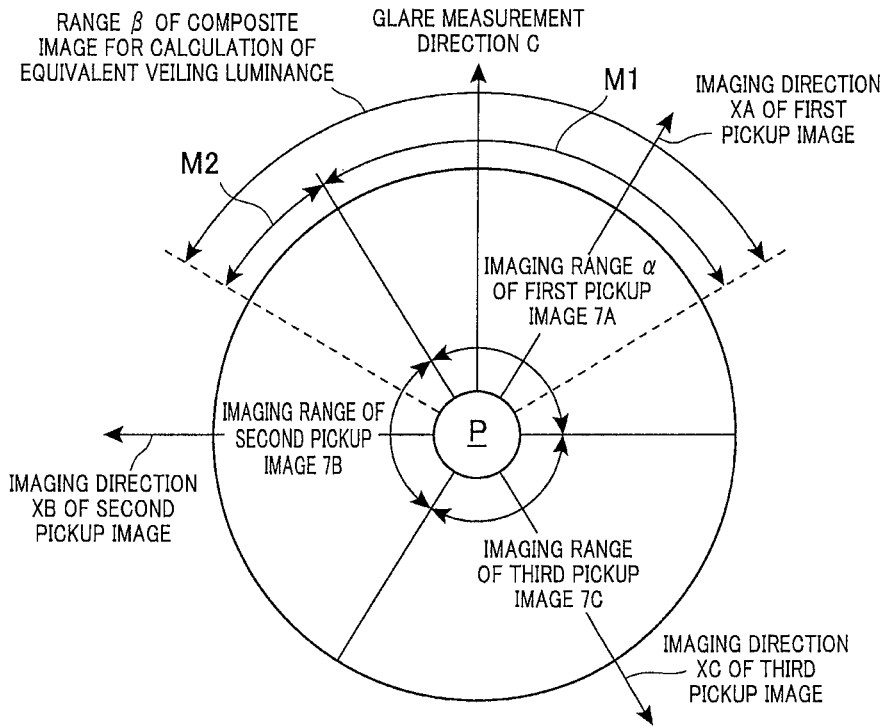 RANGE β OF COMPOSITE
IMAGE FOR CALCULATION OF
EQUIVALENT VEILING LUMINANCE
GLARE MEASUREMENT
DIRECTION C
M1
IMAGING DIRECTION
XA OF FIRST
PICKUP IMAGE
M2
IMAGING RANGE α
OF FIRST PICKUP
IMAGE 7A
IMAGING RANGE OF
SECOND PICKUP
IMAGE 7B
P
IMAGING DIRECTION
XB OF SECOND
PICKUP IMAGE
IMAGING RANGE
OF THIRD PICKUP
IMAGE 7C
IMAGING DIRECTION
XC OF THIRD
PICKUP IMAGE